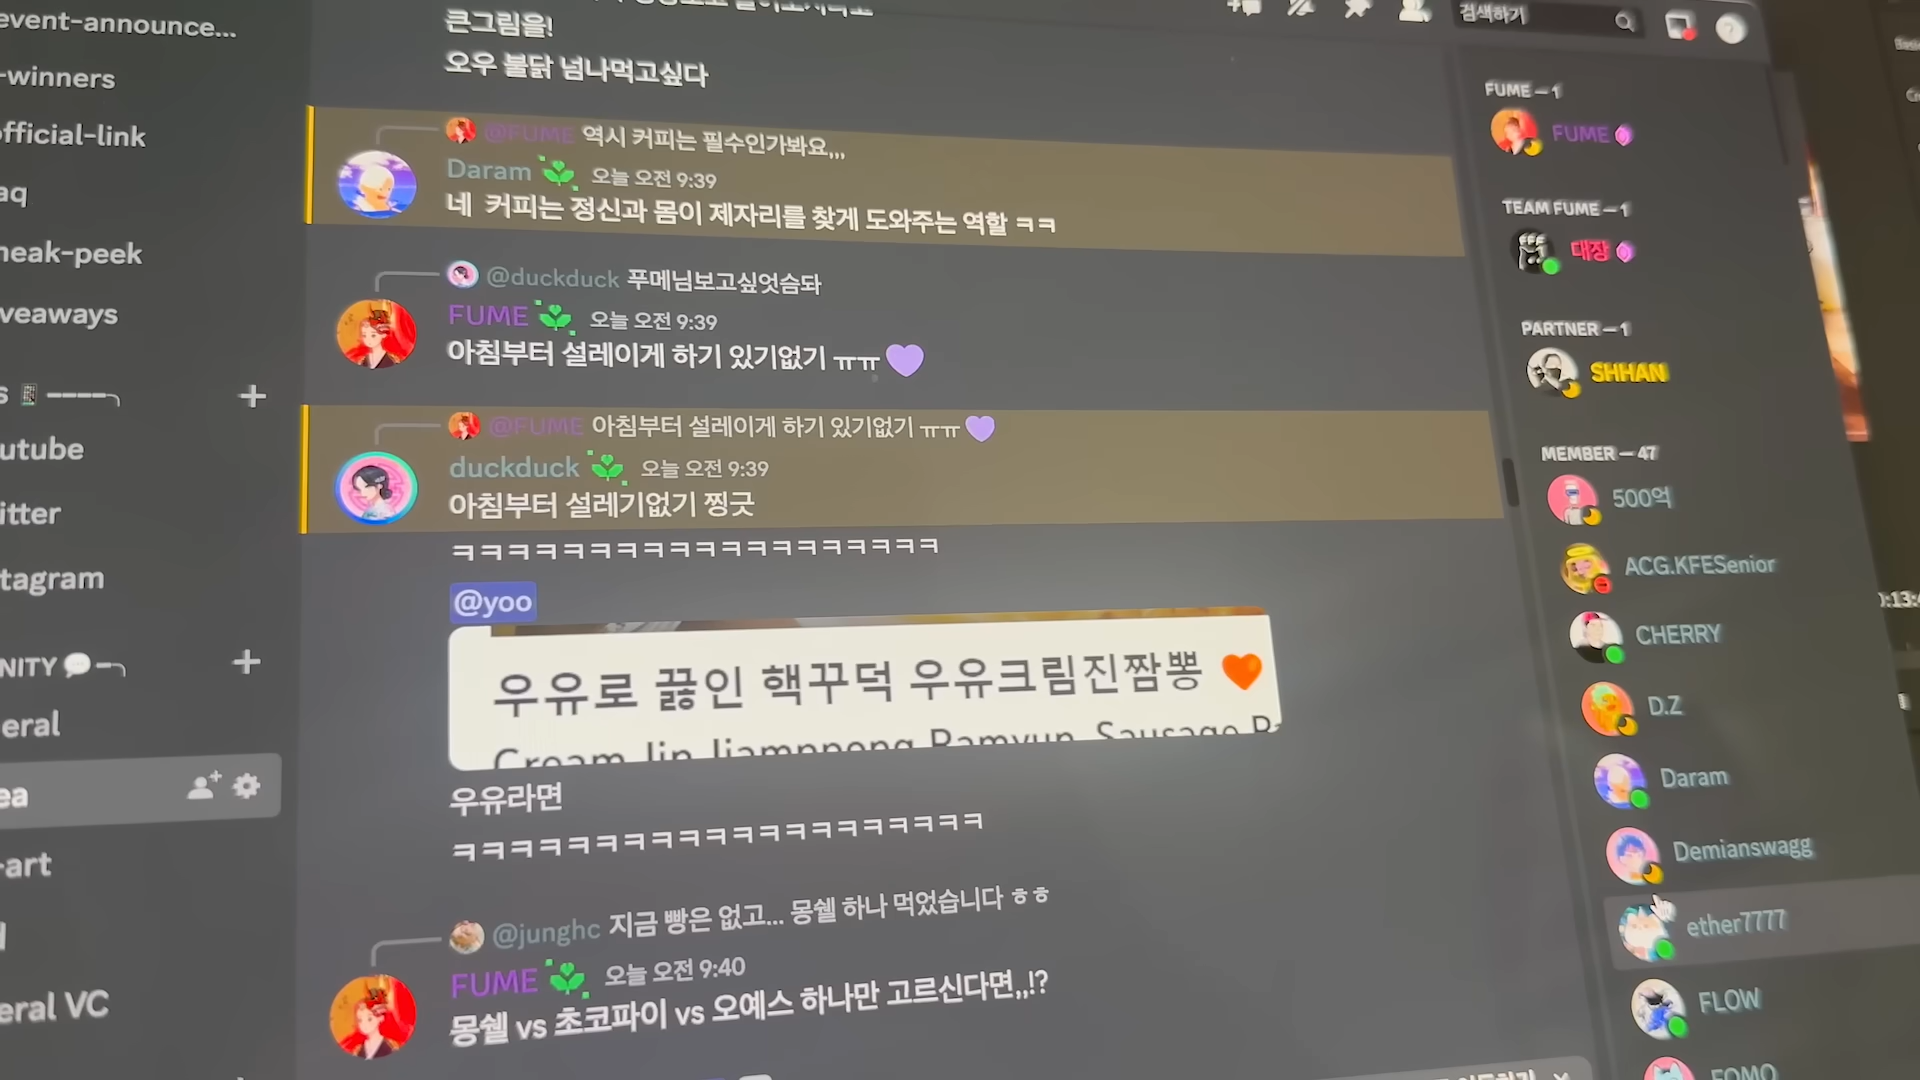 event-announce...
-winners
official-link
aq
neak-peek
iveaways
utube
itter
stagram
NITY
eral
ea
-art
eral VC
큰그림을!
오우 불닭 넘나먹고싶다
@FUME 역시 커피는 필수인가봐요,,,
Daram 오늘 오전 9:39
네 커피는 정신과 몸이 제자리를 찾게 도와주는 역할 ㅋㅋ
@duckduck 푸메님보고싶엇슴돠
FUME 오늘 오전 9:39
아침부터 설레이게 하기 있기없기 ㅠㅠ
@FUME 아침부터 설레이게 하기 있기없기 ㅠㅠ
duckduck 오늘 오전 9:39
아침부터 설레기없기 찡긋
ㅋㅋㅋㅋㅋㅋㅋㅋㅋㅋㅋㅋㅋㅋㅋㅋㅋㅋ
@yoo
우유로 끓인 핵꾸덕 우유크림진짬뽕
Cream Jin Jjamppong Ramyun, Sausage
우유라면
ㅋㅋㅋㅋㅋㅋㅋㅋㅋㅋㅋㅋㅋㅋㅋㅋㅋㅋㅋ
@junghc 지금 빵은 없고... 몽쉘 하나 먹었습니다 ㅎㅎ
FUME 오늘 오전 9:40
몽쉘 vs 초코파이 vs 오예스 하나만 고르신다면,,!?
검색하기
FUME — 1
FUME
TEAM FUME — 1
대장
PARTNER — 1
SHHAN
MEMBER — 47
500억
ACG.KFESenior
CHERRY
D.Z
Daram
Demianswagg
ether7777
FLOW
FOMO